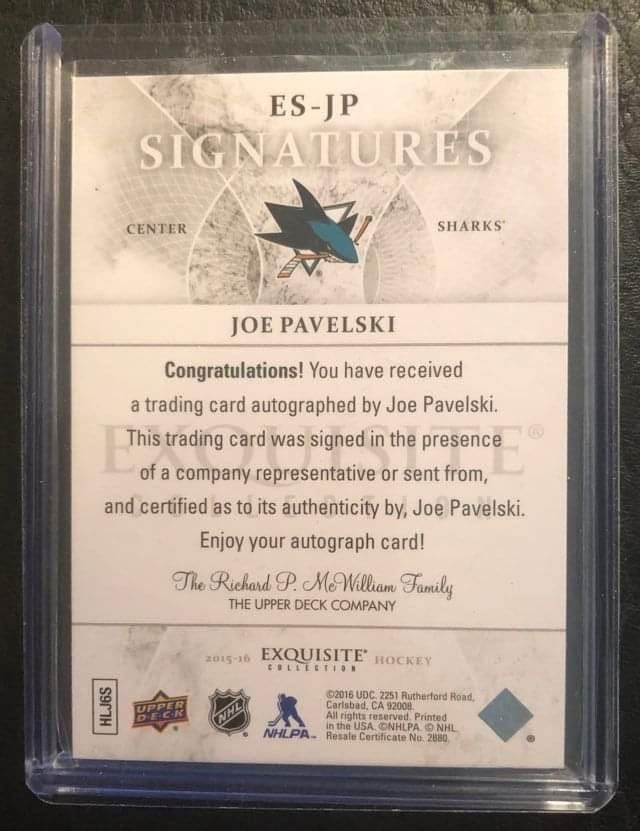 ES-JP
SIGNATURES
CENTER
SHARKS
JOE PAVELSKI
Congratulations! You have received
a trading card autographed by Joe Pavelski.
This trading card was signed in the presence
of a company representative or sent from,
and certified as to its authenticity by, Joe Pavelski.
Enjoy your autograph card!
EXQUISITE®
COLLECTION
The Richard P. McWilliam Family
THE UPPER DECK COMPANY
2015-16 EXQUISITE HOCKEY
COLLECTION
HLJ6S
UPPER
D·E·C·K
NHL
NHLPA
©2016 UDC. 2251 Rutherford Road,
Carlsbad, CA 92008.
All rights reserved. Printed
in the USA. ©NHLPA. © NHL.
Resale Certificate No. 2880.